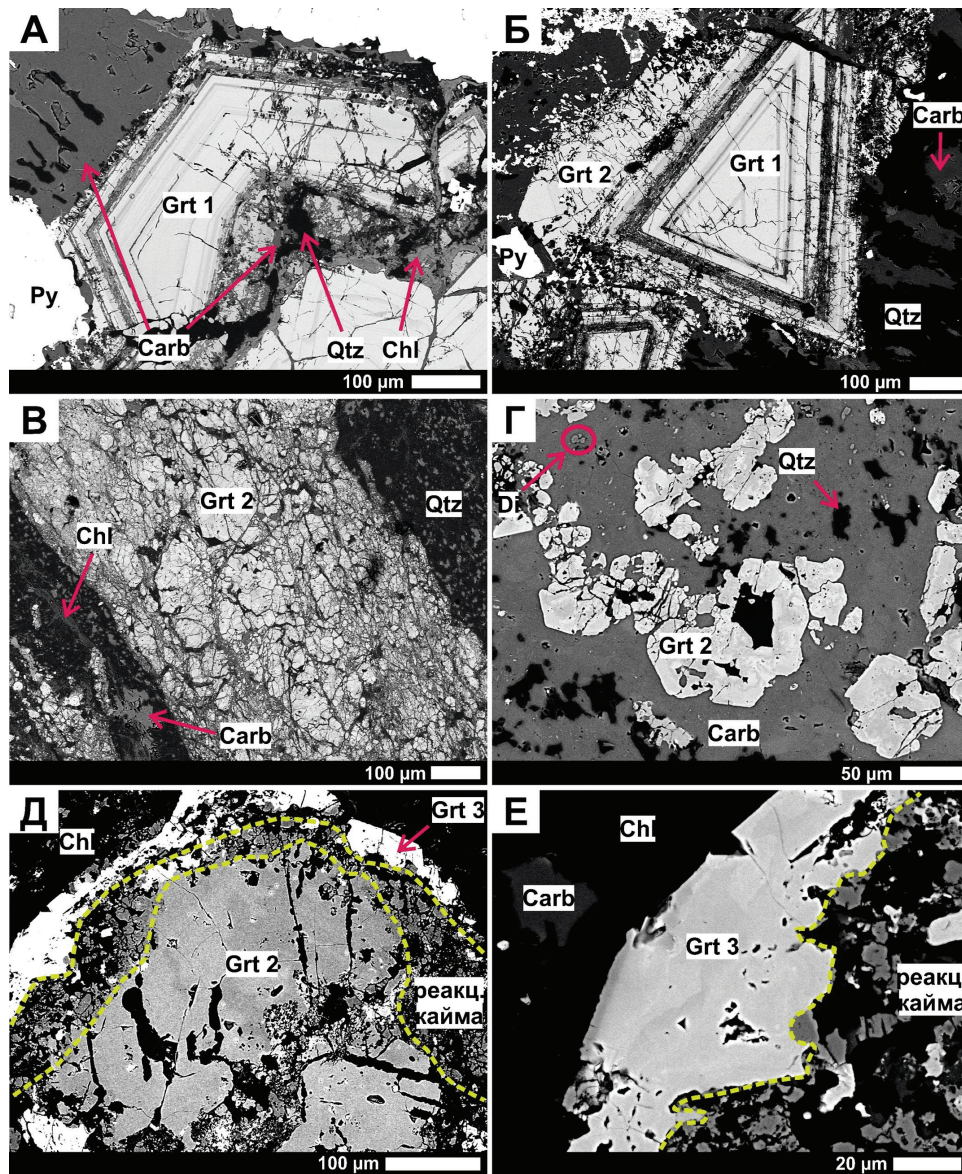 А
Grt 1
Py
Carb
Qtz
Chl
100 µm
Б
Carb
Grt 2
Grt 1
Py
Qtz
100 µm
В
Grt 2
Qtz
Chl
Carb
100 µm
Г
Qtz
Di
Grt 2
Carb
50 µm
Д
Grt 3
Chl
Grt 2
реакц.
кайма
100 µm
Е
Chl
Carb
Grt 3
реакц.
кайма
20 µm